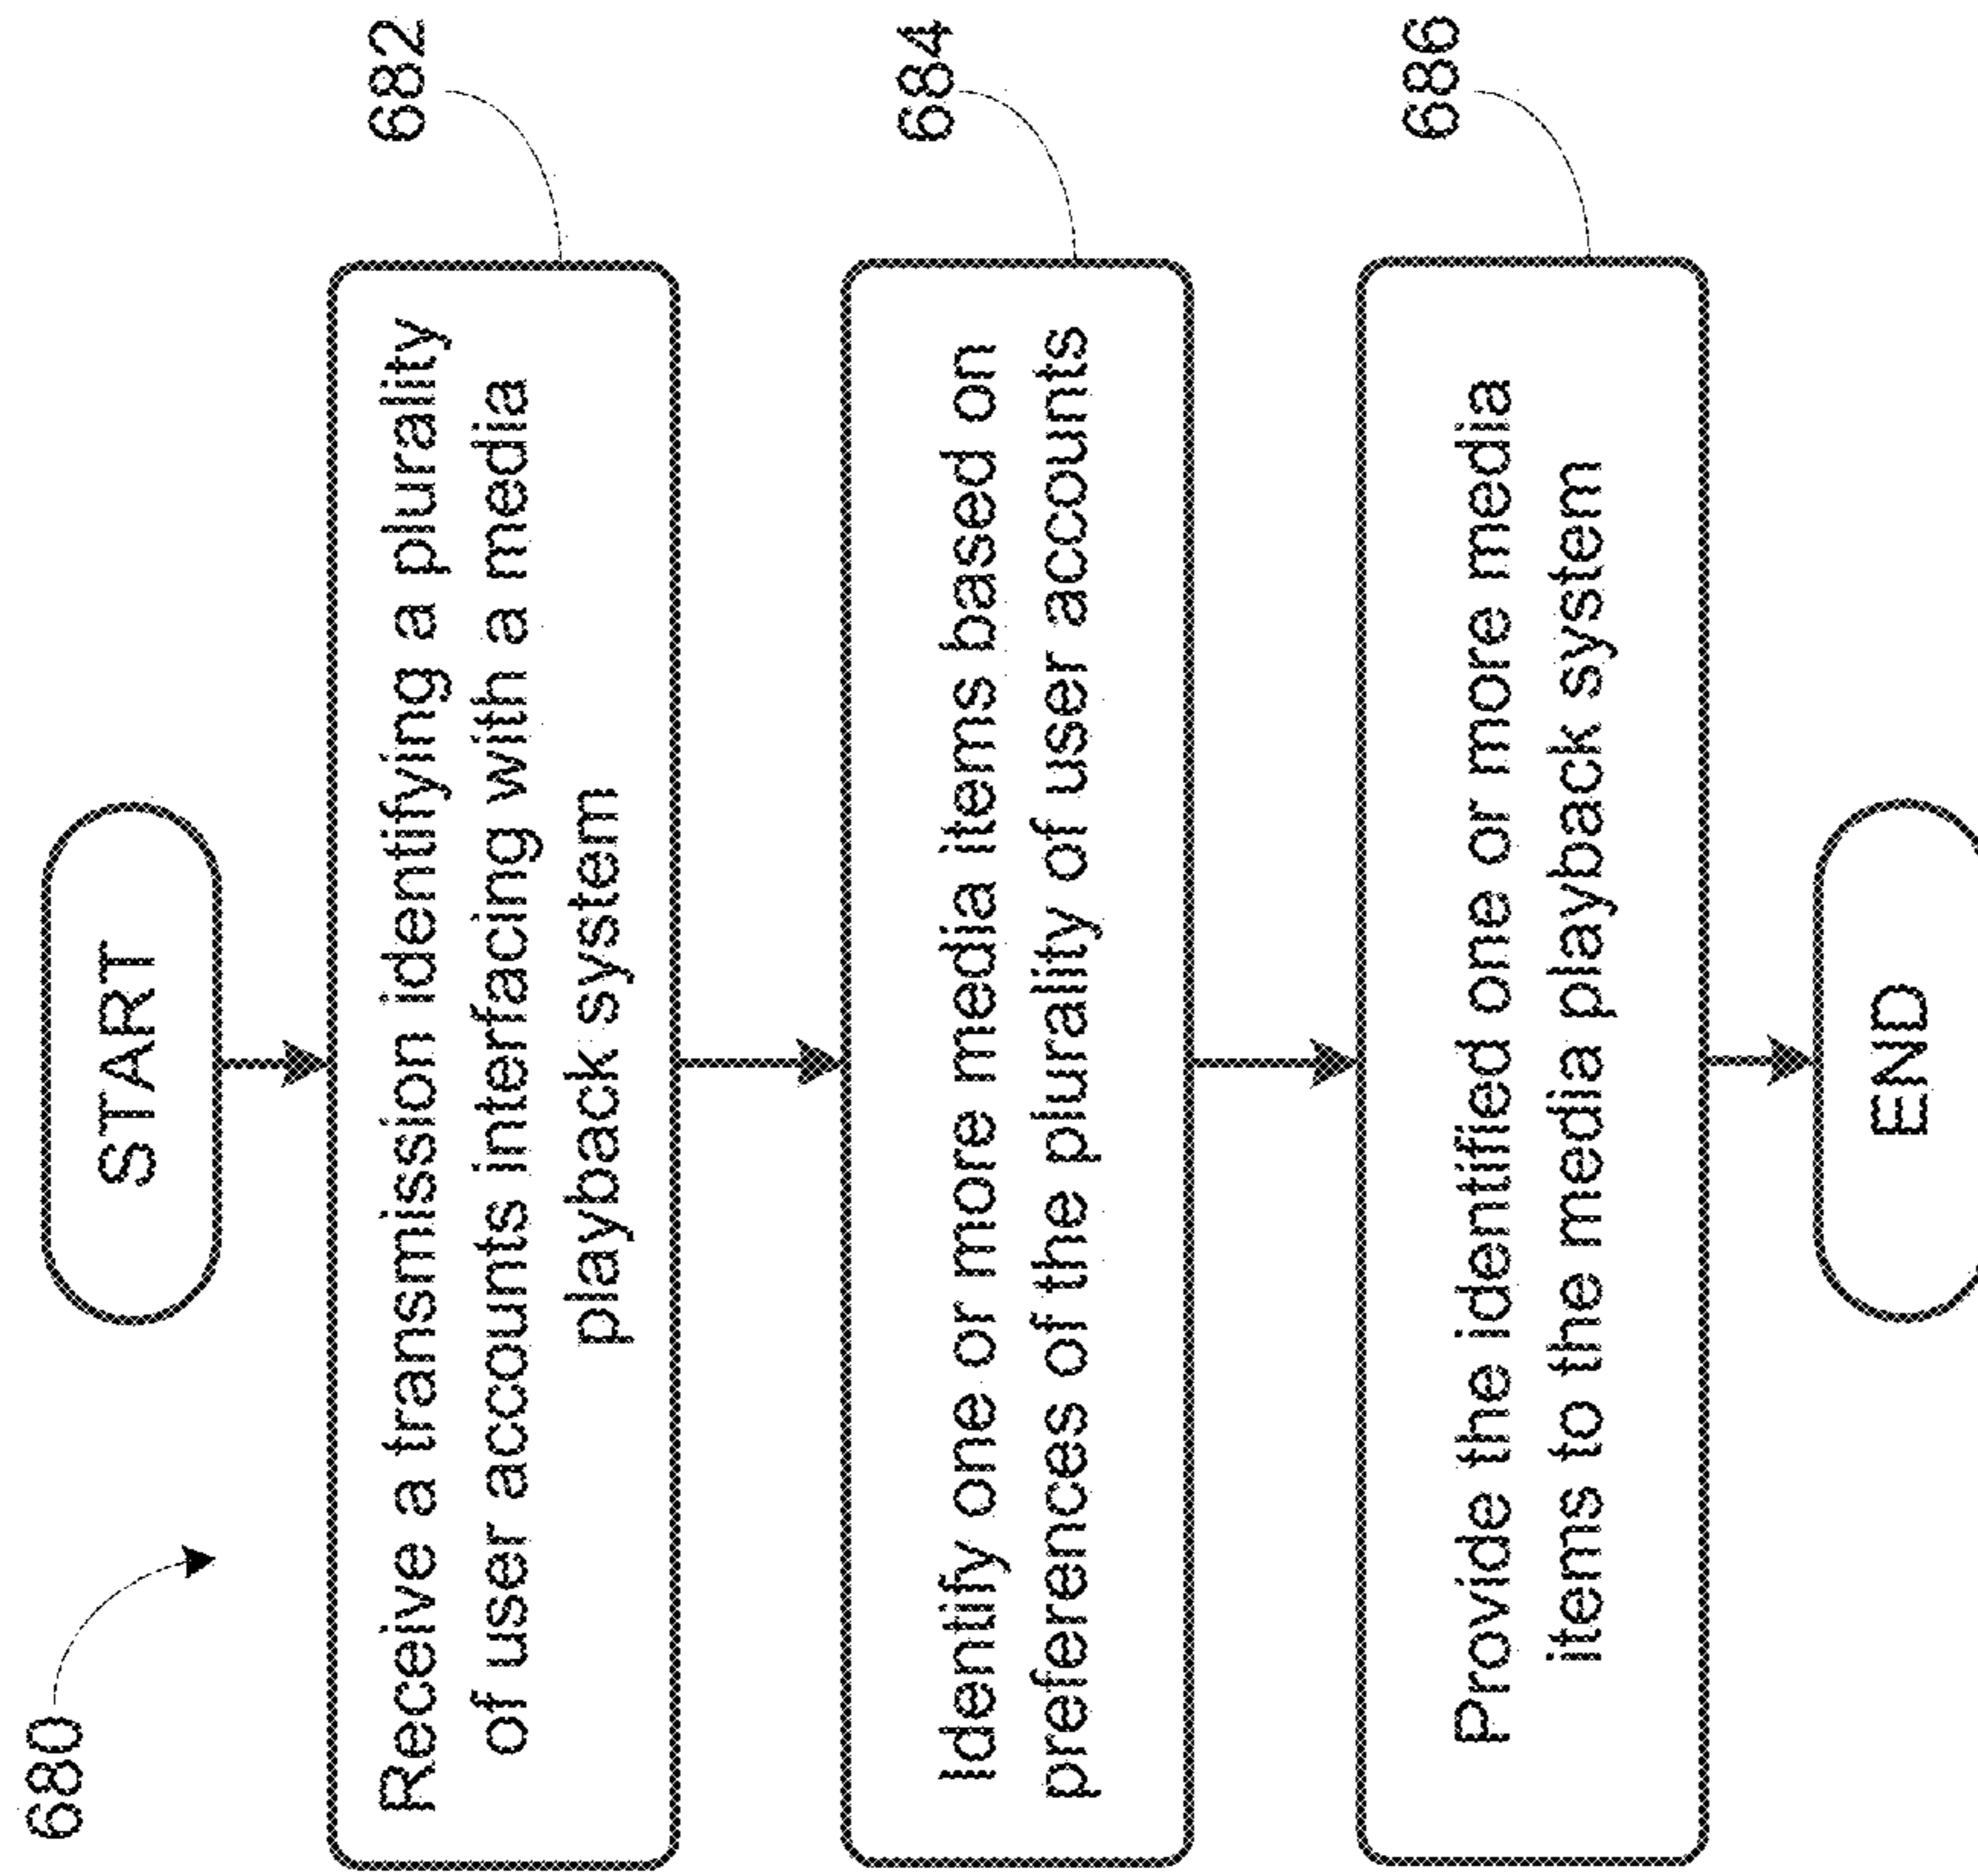 680
START
682
Receive a transmission identifying a plurality
of user accounts interfacing with a media
playback system
684
Identify one or more media items based on
preferences of the plurality of user accounts
686
Provide the identified one or more media
items to the media playback system
END